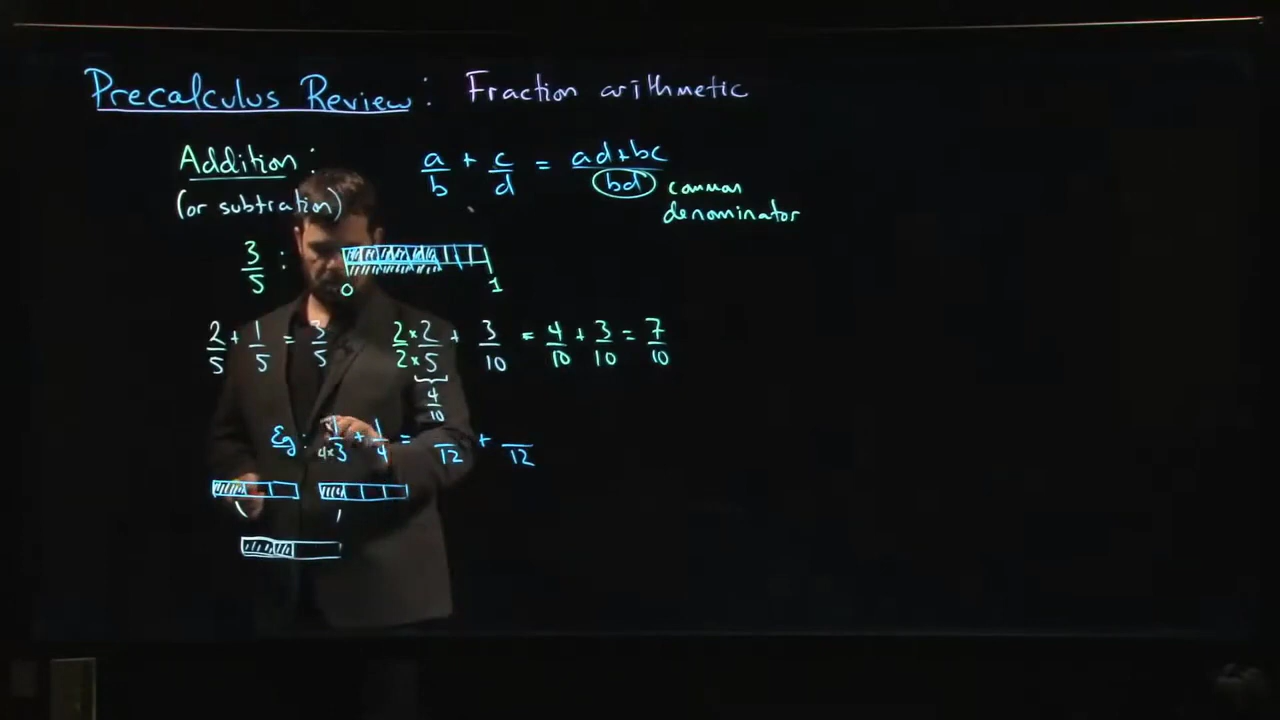 Precalculus Review: Fraction arithmetic
Addition: a/b + c/d = ad+bc/bd common
(or subtration) denominator
3/5 : 0 1
2/5 + 1/5 = 3/5 2×2/2×5 + 3/10 = 4/10 + 3/10 = 7/10
4/10
Eg: 1/4×3 + 1/4 = /12 + /12